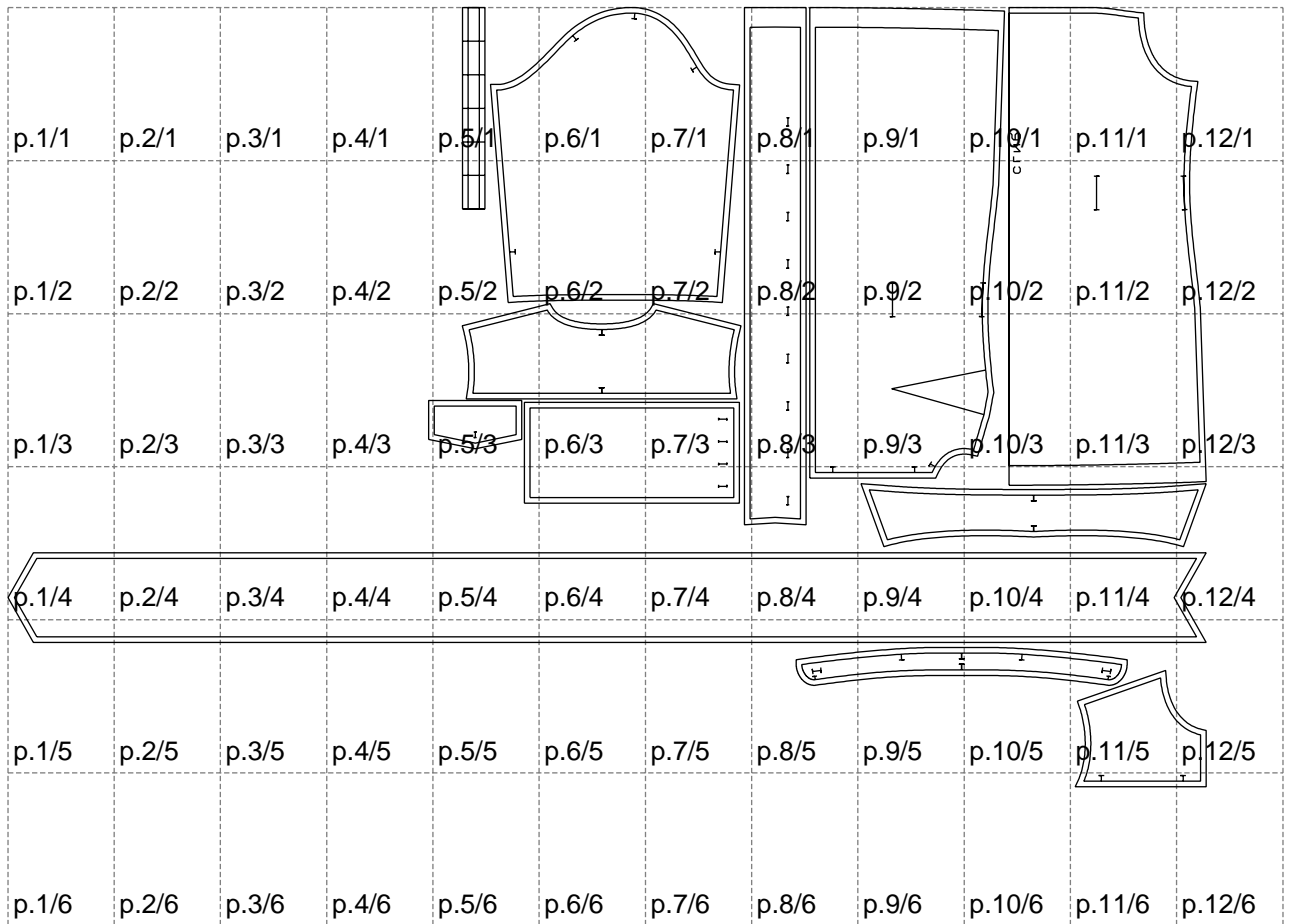 p.1/1 p.2/1 p.3/1 p.4/1 p.5/1 p.6/1 p.7/1 p.8/1 p.9/1 p.10/1 p.11/1 p.12/1
сгиб
p.1/2 p.2/2 p.3/2 p.4/2 p.5/2 p.6/2 p.7/2 p.8/2 p.9/2 p.10/2 p.11/2 p.12/2
p.1/3 p.2/3 p.3/3 p.4/3 p.5/3 p.6/3 p.7/3 p.8/3 p.9/3 p.10/3 p.11/3 p.12/3
p.1/4 p.2/4 p.3/4 p.4/4 p.5/4 p.6/4 p.7/4 p.8/4 p.9/4 p.10/4 p.11/4 p.12/4
p.1/5 p.2/5 p.3/5 p.4/5 p.5/5 p.6/5 p.7/5 p.8/5 p.9/5 p.10/5 p.11/5 p.12/5
p.1/6 p.2/6 p.3/6 p.4/6 p.5/6 p.6/6 p.7/6 p.8/6 p.9/6 p.10/6 p.11/6 p.12/6